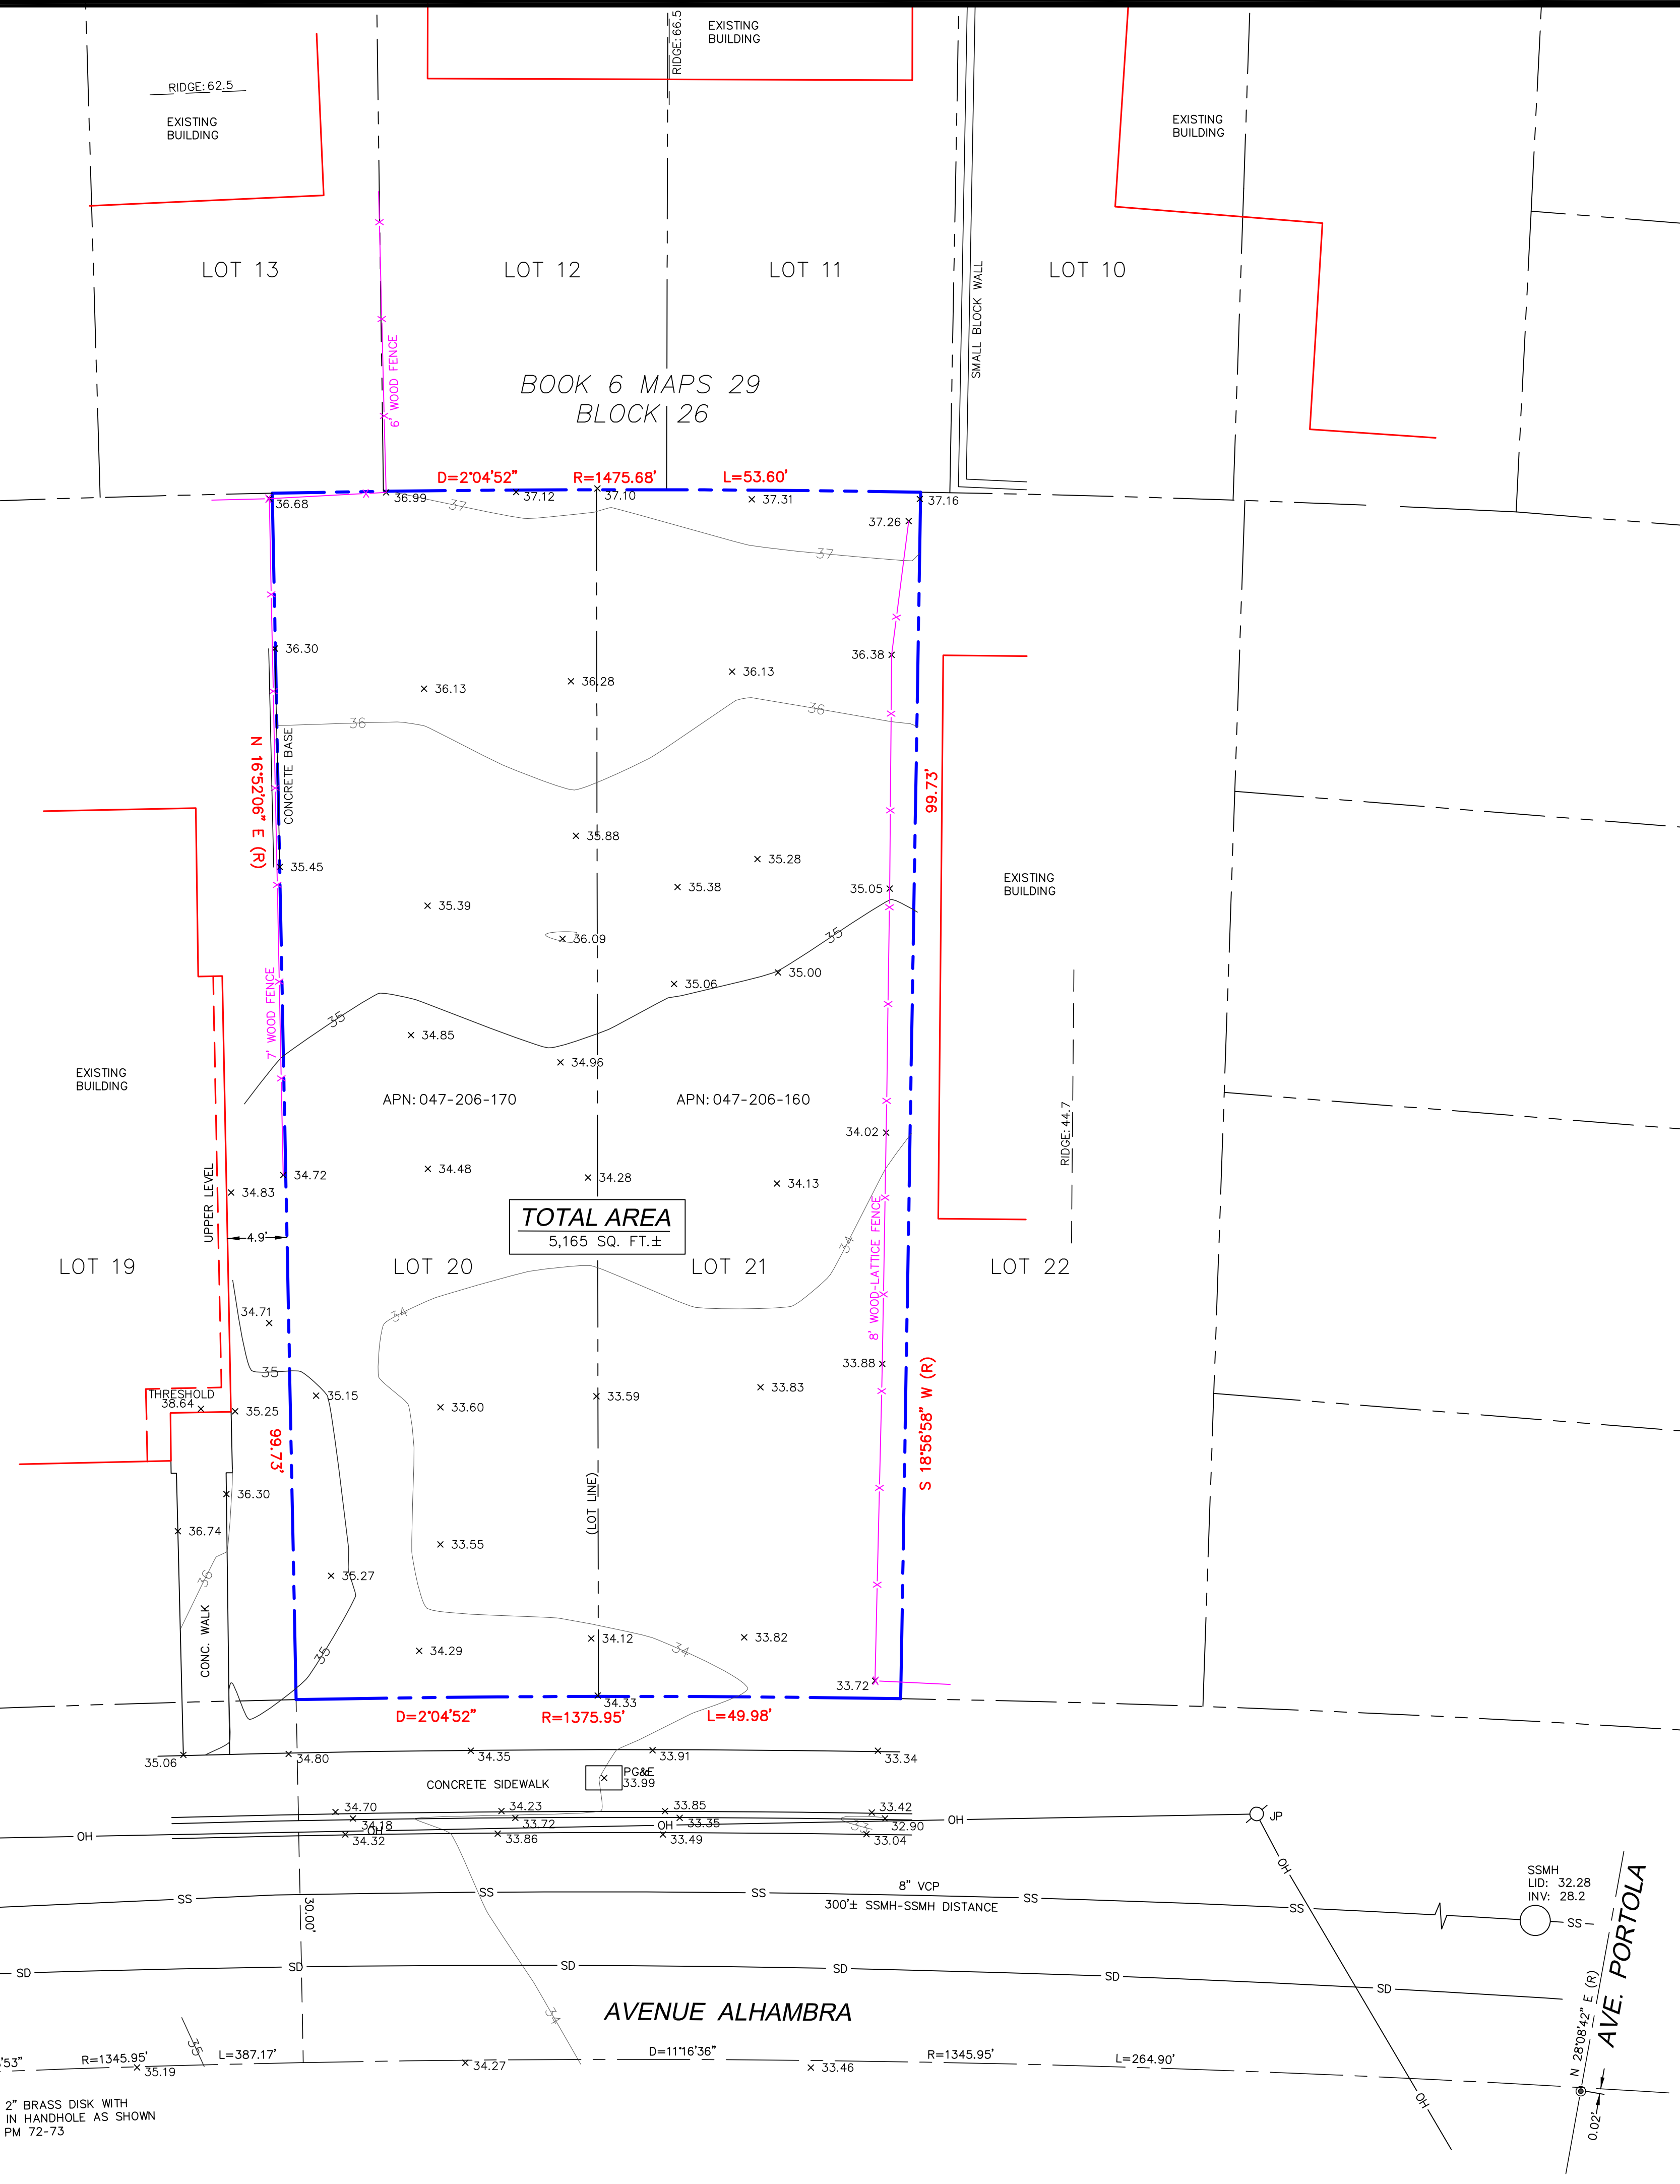 EXISTING
BUILDING
RIDGE: 66.5
RIDGE: 62.5
EXISTING
BUILDING
EXISTING
BUILDING
LOT 13
LOT 12
LOT 11
LOT 10
SMALL BLOCK WALL
6' WOOD FENCE
BOOK 6 MAPS 29
BLOCK 26
D=2°04'52"
R=1475.68'
L=53.60'
36.68
36.99
37.12
37.10
37.31
37.16
37
37.26
37
36.30
36.38
36.13
36.28
36.13
36
36
N 16°52'06" E (R)
CONCRETE BASE
99.73'
35.88
35.28
35.45
35.38
35.05
EXISTING
BUILDING
35.39
36.09
35
35.06
35.00
7' WOOD FENCE
35
34.85
34.96
EXISTING
BUILDING
APN: 047-206-170
APN: 047-206-160
34.02
RIDGE: 44.7
34.72
34.48
34.28
34.13
UPPER LEVEL
34.83
TOTAL AREA
5,165 SQ. FT.±
4.9'
34
8' WOOD-LATTICE FENCE
LOT 19
LOT 20
LOT 21
LOT 22
34.71
34
35
33.88
THRESHOLD
38.64
35.15
33.83
33.60
33.59
35.25
99.73'
S 18°56'58" W (R)
36.30
(LOT LINE)
36.74
33.55
36
35.27
CONC. WALK
35
34.29
34.12
33.82
34
33.72
34.33
D=2°04'52"
R=1375.95'
L=49.98'
35.06
34.80
34.35
33.91
33.34
CONCRETE SIDEWALK
PG&E
33.99
34.70
34.23
33.85
33.42
JP
34.18
33.72
33.35
32.90
OH
OH
OH
OH
33
34.32
33.86
33.49
33.04
OH
SSMH
LID: 32.28
INV: 28.2
SS
SS
SS
8" VCP
SS
300'± SSMH-SSMH DISTANCE
SS
SS
30.00'
SD
SD
SD
SD
SD
SD
AVE. PORTOLA
N 28°08'42" E (R)
AVENUE ALHAMBRA
34
35
'53"
R=1345.95'
L=387.17'
D=11°16'36"
R=1345.95'
L=264.90'
35.19
34.27
33.46
OH
0.02'
2" BRASS DISK WITH
IN HANDHOLE AS SHOWN
PM 72-73